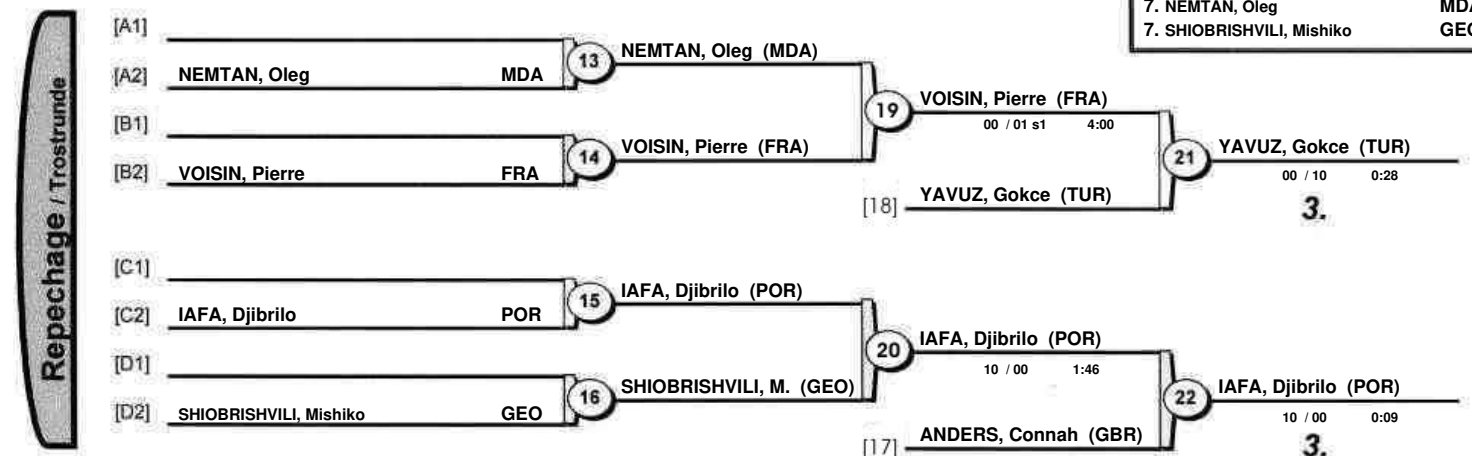 7. NEMTAN, Oleg MDA
7. SHIOBRISHVILI, Mishiko GEO
Repechage / Trostrunde
[A1]
[A2] NEMTAN, Oleg MDA
13
NEMTAN, Oleg (MDA)
[B1]
[B2] VOISIN, Pierre FRA
14
VOISIN, Pierre (FRA)
19
VOISIN, Pierre (FRA)
00 / 01 s1 4:00
[18] YAVUZ, Gokce (TUR)
21
YAVUZ, Gokce (TUR)
00 / 10 0:28
3.
[C1]
[C2] IAFA, Djibrilo POR
15
IAFA, Djibrilo (POR)
[D1]
[D2] SHIOBRISHVILI, Mishiko GEO
16
SHIOBRISHVILI, M. (GEO)
20
IAFA, Djibrilo (POR)
10 / 00 1:46
[17] ANDERS, Connah (GBR)
22
IAFA, Djibrilo (POR)
10 / 00 0:09
3.